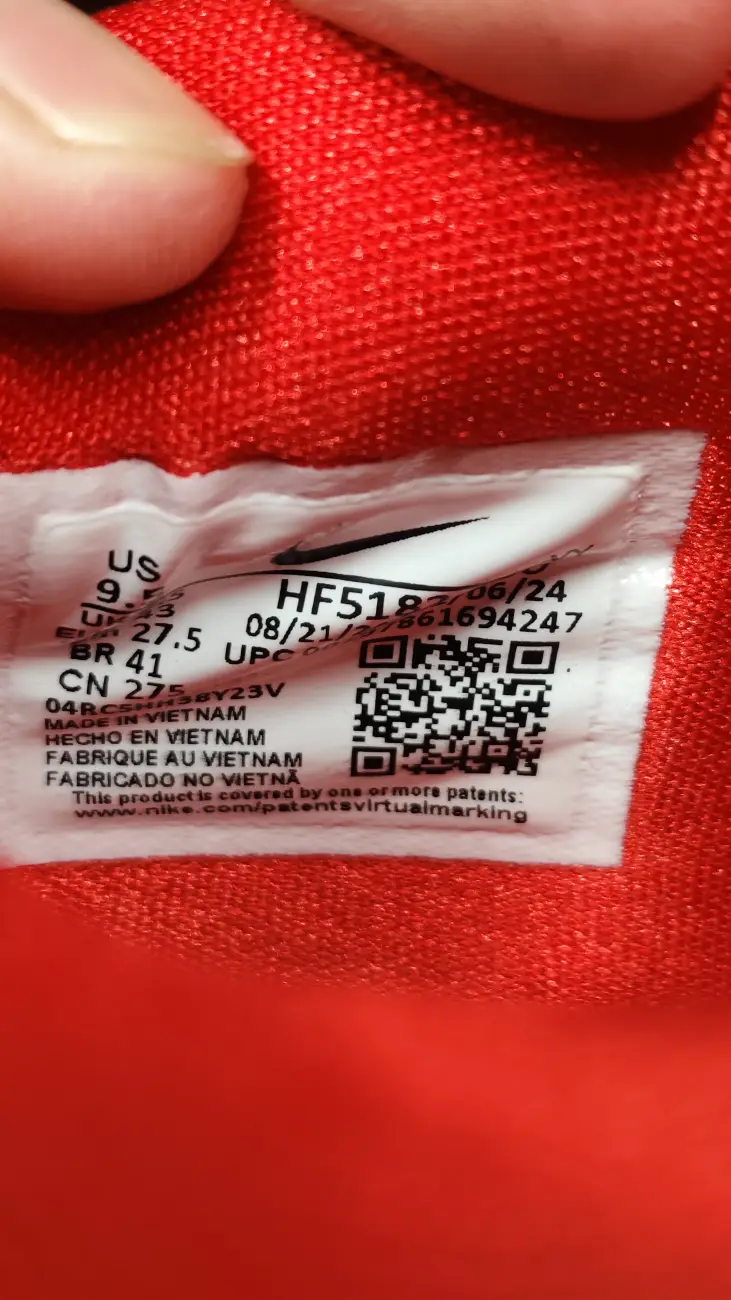 US
9.5
27.5
BR 41
CN 275
06/24
08/21/
UPC
861694247
MADE IN VIETNAM
HECHO EN VIETNAM
FABRIQUE AU VIETNAM
FABRICADO NO VIETNÃ
This product is covered by one or more patents:
www.nike.com/patentsvirtualmarking